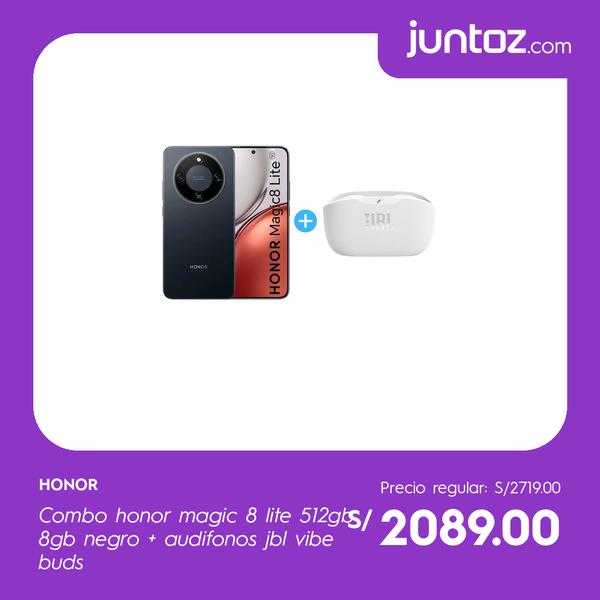 juntoz.com
HONOR Magic8 Lite
HONOR
JBL
HONOR
Precio regular: S/2719.00
Combo honor magic 8 lite 512gb
8gb negro + audifonos jbl vibe
buds
S/ 2089.00